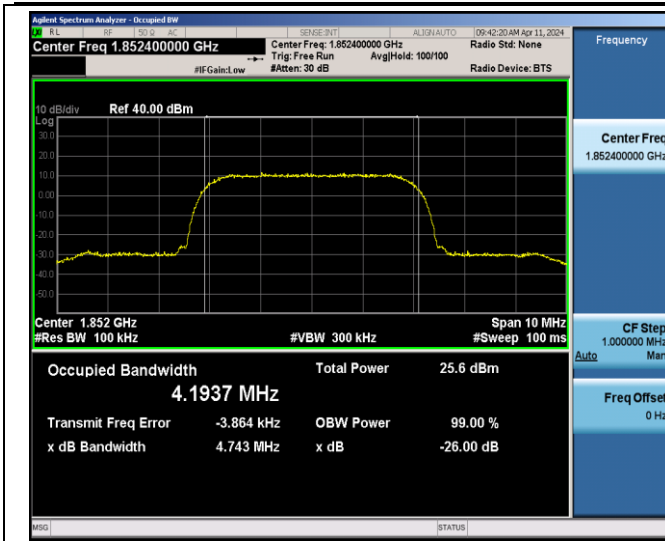 Agilent Spectrum Analyzer - Occupied BW
RL RF 50 Ω AC SENSE:INT ALIGNAUTO 09:42:20 AM Apr 11, 2024
Center Freq 1.852400000 GHz
Center Freq: 1.852400000 GHz
Radio Std: None
Trig: Free Run Avg|Hold: 100/100
#IFGain:Low
#Atten: 30 dB
Radio Device: BTS
10 dB/div Ref 40.00 dBm
Log
30.0
20.0
10.0
0.00
-10.0
-20.0
-30.0
-40.0
-50.0
Center 1.852 GHz
Span 10 MHz
#Res BW 100 kHz
#VBW 300 kHz
#Sweep 100 ms
Occupied Bandwidth
4.1937 MHz
Total Power 25.6 dBm
Transmit Freq Error -3.864 kHz
OBW Power 99.00 %
x dB Bandwidth 4.743 MHz
x dB -26.00 dB
MSG
STATUS
Frequency
Center Freq
1.852400000 GHz
CF Step
1.000000 MHz
Auto Man
Freq Offset
0 Hz